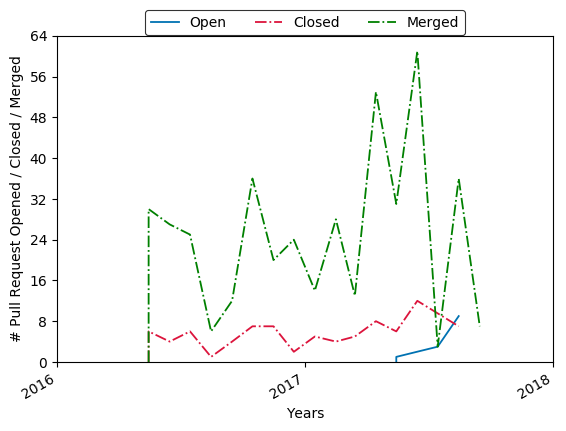 Open Closed Merged
# Pull Request Opened / Closed / Merged
64
56
48
40
32
24
16
8
0
2016 2017 2018
Years